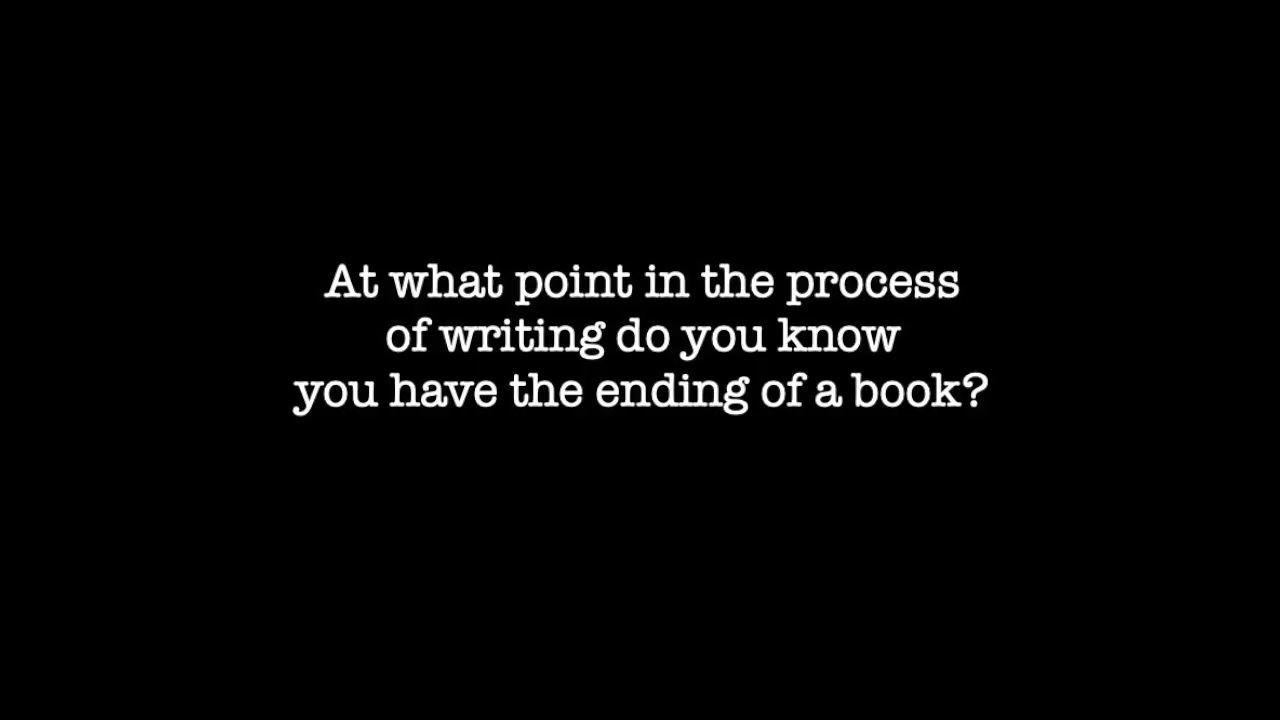 At what point in the process
of writing do you know
you have the ending of a book?